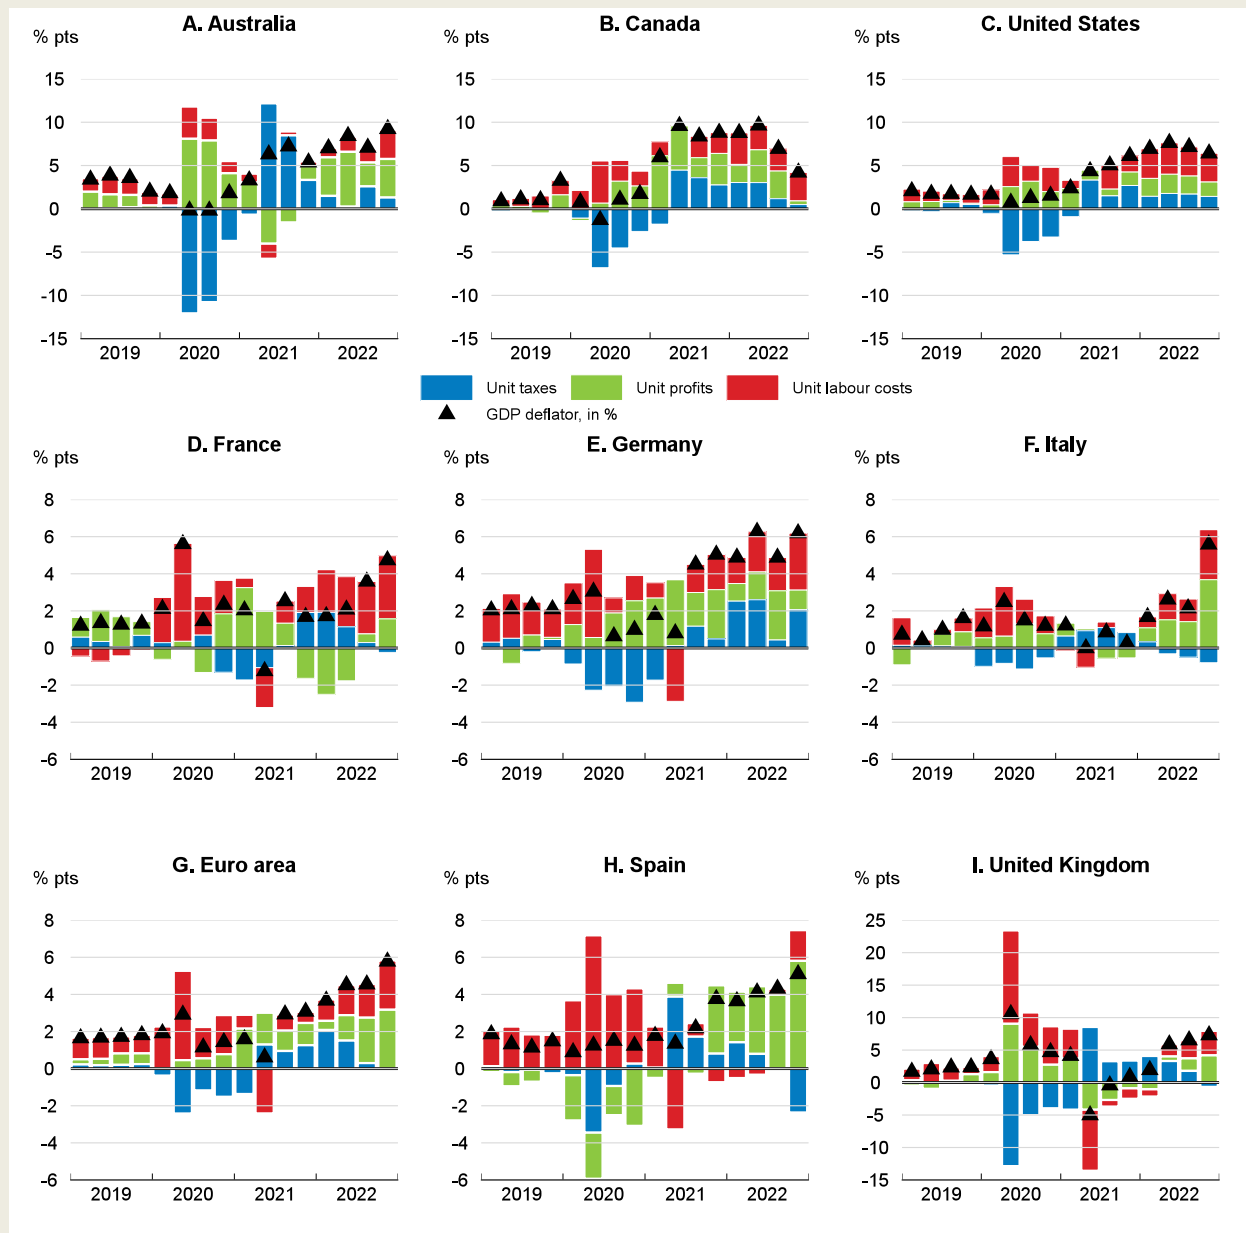 A. Australia B. Canada C. United States
% pts % pts % pts
15 15 15
10 10 10
5 5 5
0 0 0
-5 -5 -5
-10 -10 -10
-15 -15 -15
2019 2020 2021 2022 2019 2020 2021 2022 2019 2020 2021 2022
Unit taxes Unit profits Unit labour costs
GDP deflator, in %
D. France E. Germany F. Italy
% pts % pts % pts
8 8 8
6 6 6
4 4 4
2 2 2
0 0 0
-2 -2 -2
-4 -4 -4
-6 -6 -6
2019 2020 2021 2022 2019 2020 2021 2022 2019 2020 2021 2022
G. Euro area H. Spain I. United Kingdom
% pts % pts % pts
8 8 25
6 6 20
4 4 15
2 2 10
0 0 5
-2 -2 0
-4 -4 -5
-6 -6 -10
-15
2019 2020 2021 2022 2019 2020 2021 2022 2019 2020 2021 2022